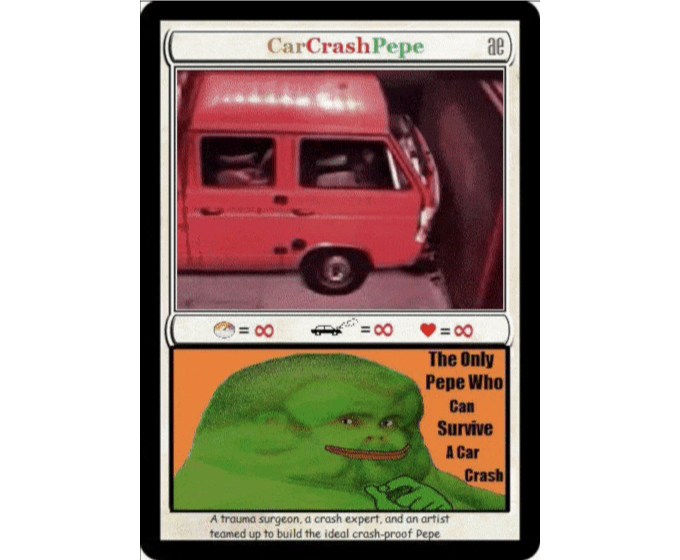 CarCrashPepe æ
= ∞ = ∞ = ∞
The Only
Pepe Who
Can
Survive
A Car
Crash
A trauma surgeon, a crash expert, and an artist
teamed up to build the ideal crash-proof Pepe